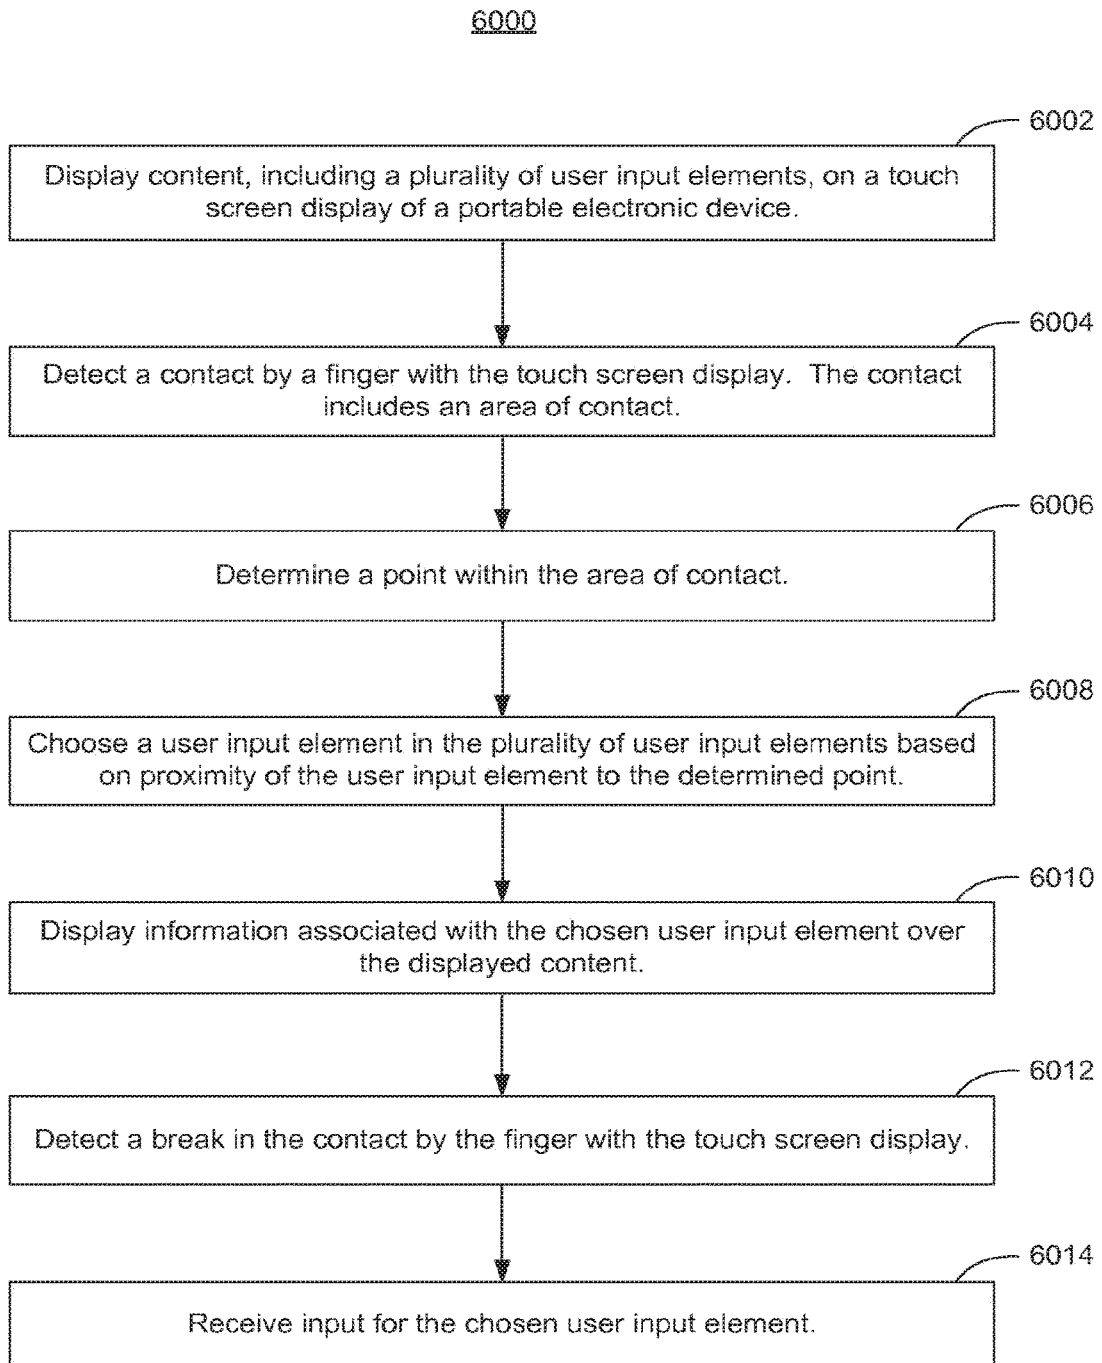 6000
6002
Display content, including a plurality of user input elements, on a touch
screen display of a portable electronic device.
6004
Detect a contact by a finger with the touch screen display. The contact
includes an area of contact.
6006
Determine a point within the area of contact.
6008
Choose a user input element in the plurality of user input elements based
on proximity of the user input element to the determined point.
6010
Display information associated with the chosen user input element over
the displayed content.
6012
Detect a break in the contact by the finger with the touch screen display.
6014
Receive input for the chosen user input element.